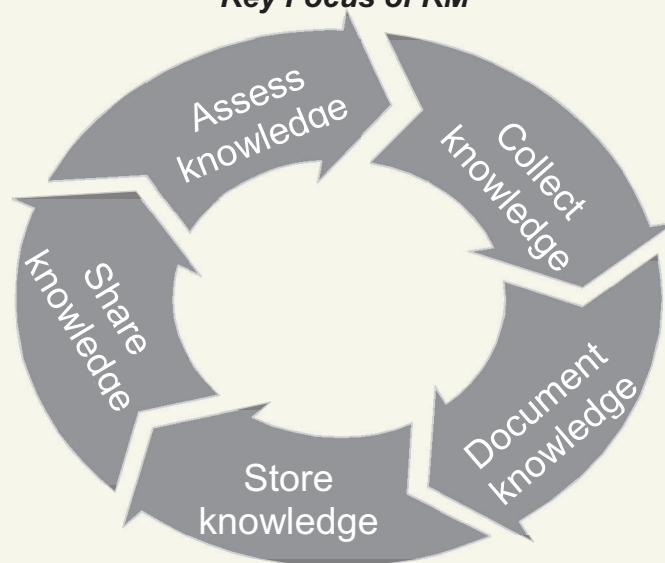 Key Focus of KM
Assess
knowledge
Collect
knowledge
Document
knowledge
Store
knowledge
Share
knowledge